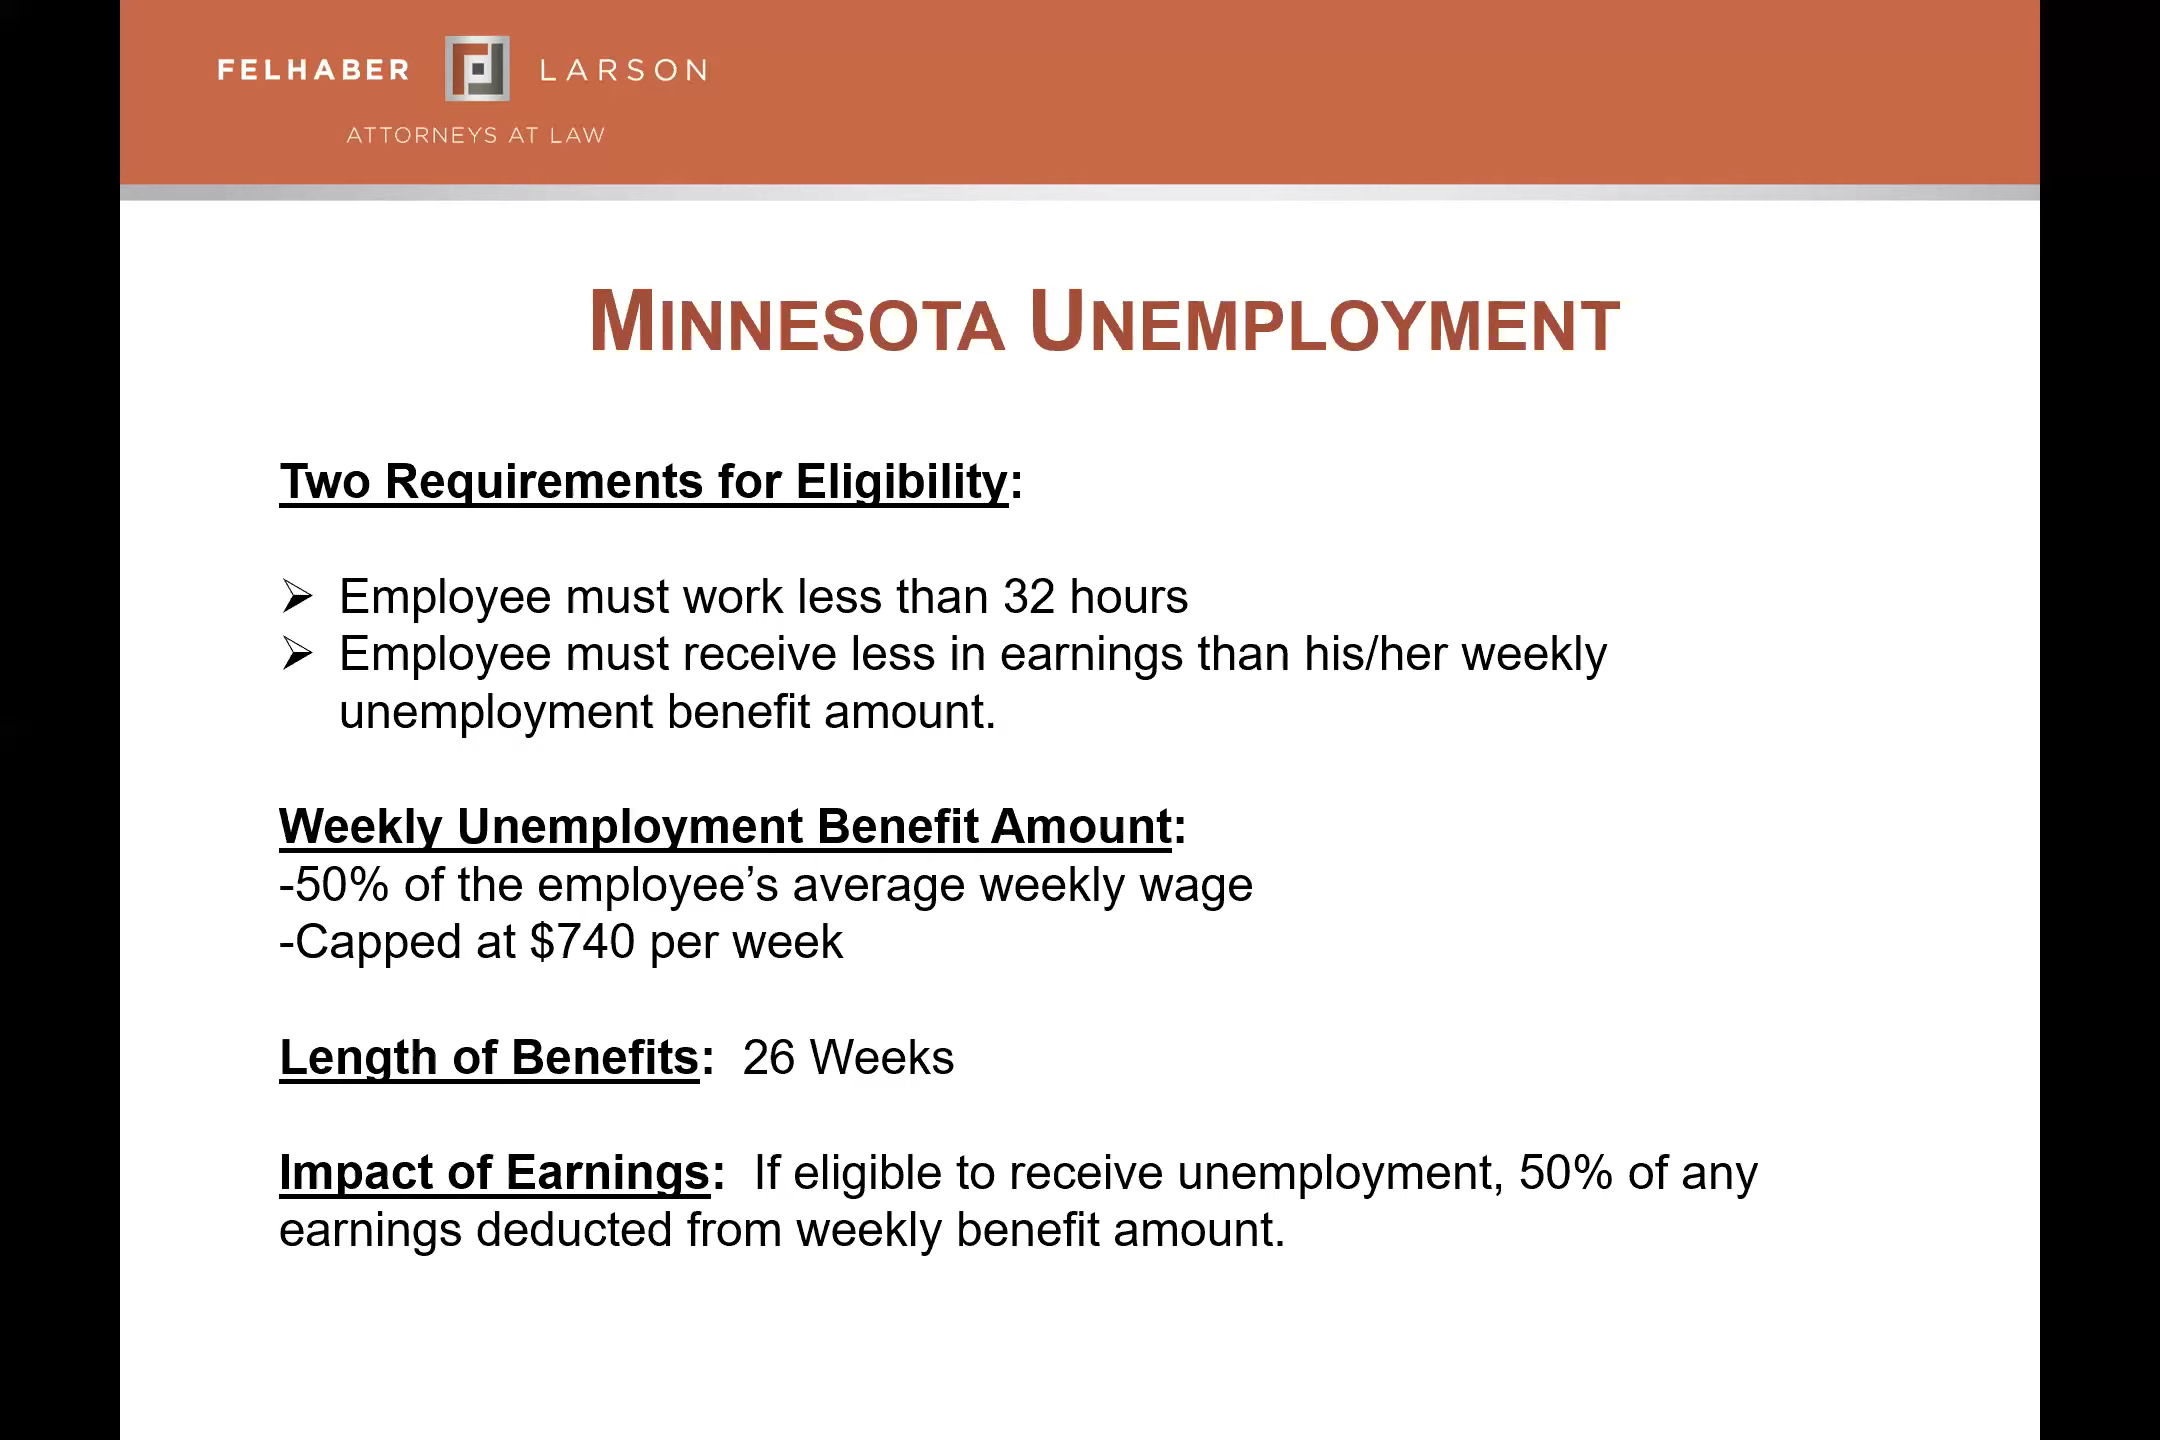 FELHABER LARSON
ATTORNEYS AT LAW
MINNESOTA UNEMPLOYMENT
Two Requirements for Eligibility:
➢ Employee must work less than 32 hours
➢ Employee must receive less in earnings than his/her weekly
unemployment benefit amount.
Weekly Unemployment Benefit Amount:
-50% of the employee’s average weekly wage
-Capped at $740 per week
Length of Benefits: 26 Weeks
Impact of Earnings: If eligible to receive unemployment, 50% of any
earnings deducted from weekly benefit amount.